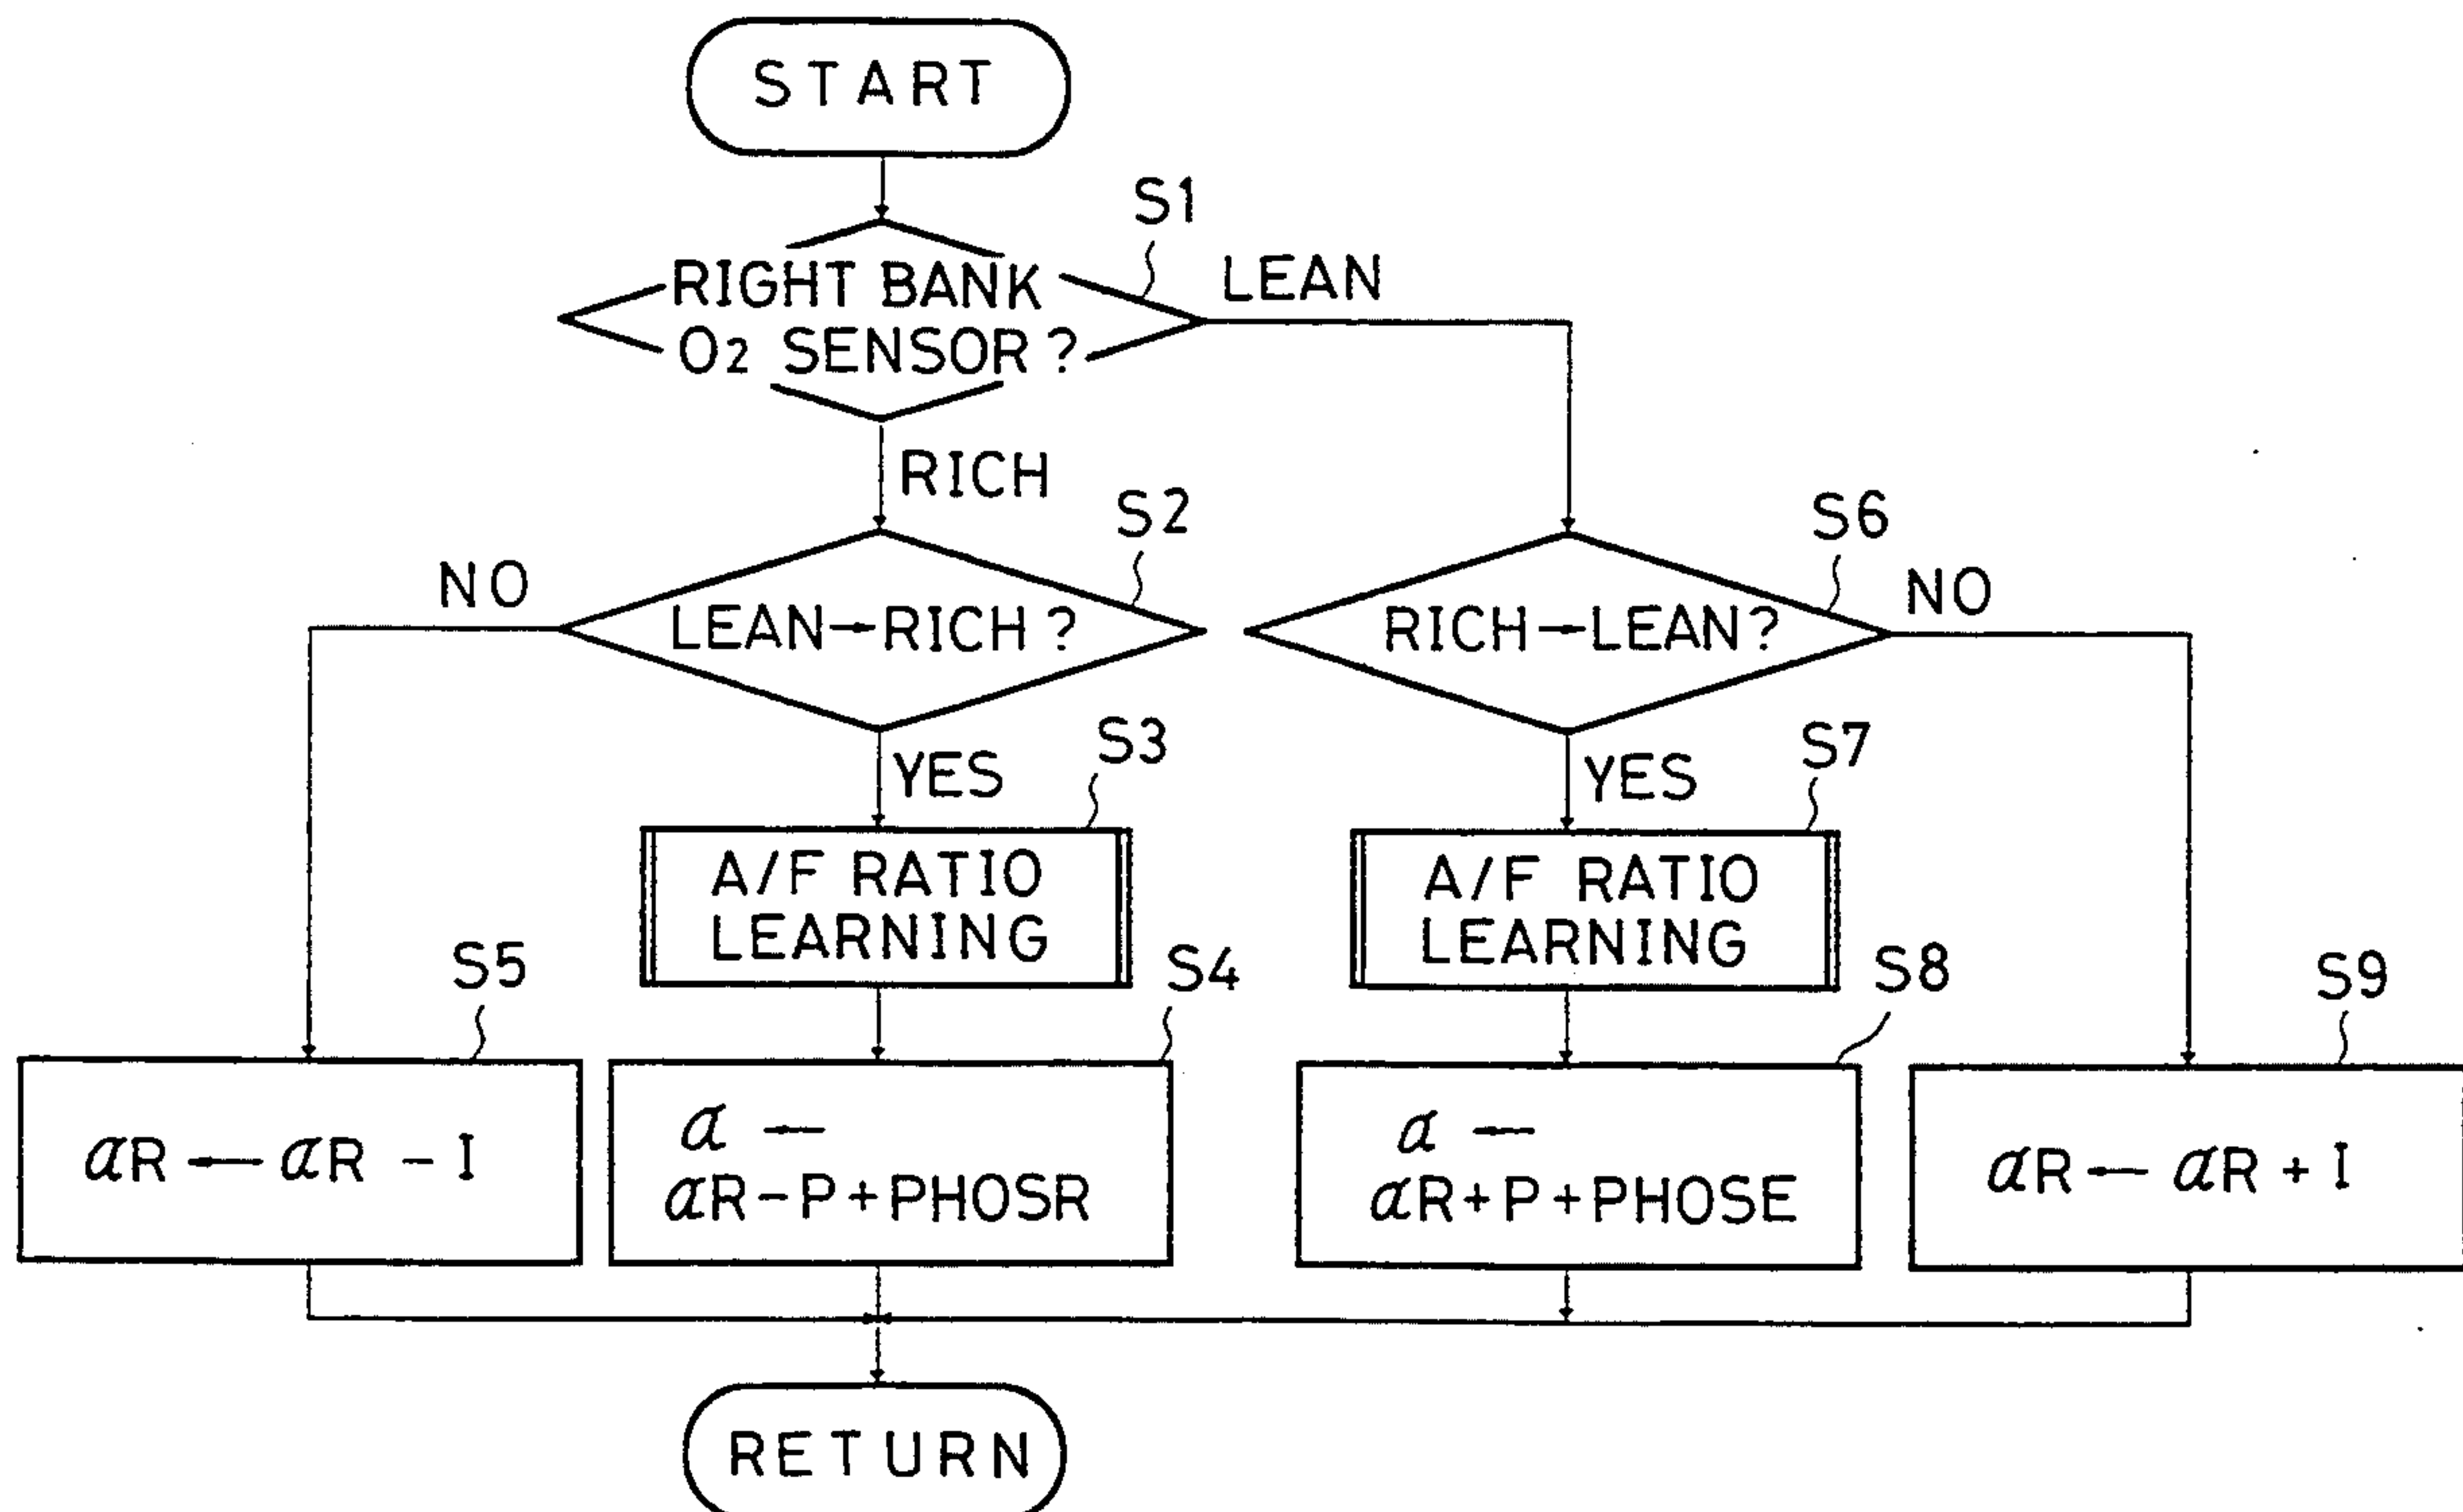 START
S1
RIGHT BANK
O2 SENSOR?
LEAN
RICH
S2
S6
NO
LEAN→RICH?
RICH→LEAN?
NO
YES
S3
YES
S7
A/F RATIO
LEARNING
A/F RATIO
LEARNING
S5
S4
S8
S9
αR ← αR - I
α ←
αR-P+PHOSR
α ←
αR+P+PHOSE
αR ← αR + I
RETURN